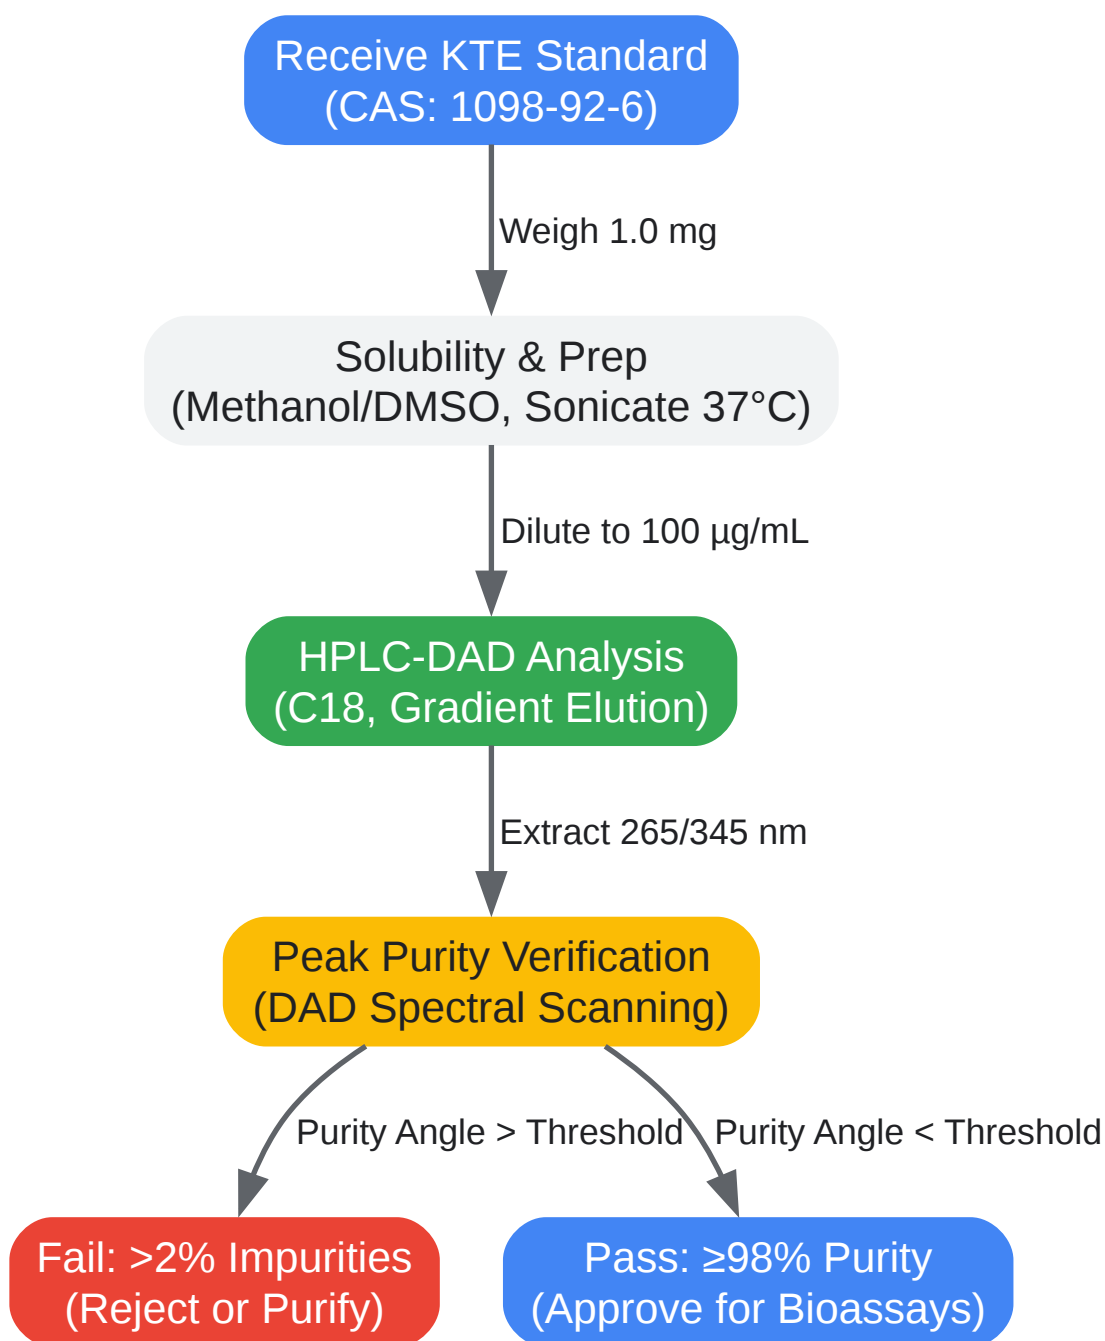 Receive KTE Standard
(CAS: 1098-92-6)
Weigh 1.0 mg
Solubility & Prep
(Methanol/DMSO, Sonicate 37°C)
Dilute to 100 µg/mL
HPLC-DAD Analysis
(C18, Gradient Elution)
Extract 265/345 nm
Peak Purity Verification
(DAD Spectral Scanning)
Purity Angle > Threshold
Purity Angle < Threshold
Fail: >2% Impurities
(Reject or Purify)
Pass: ≥98% Purity
(Approve for Bioassays)